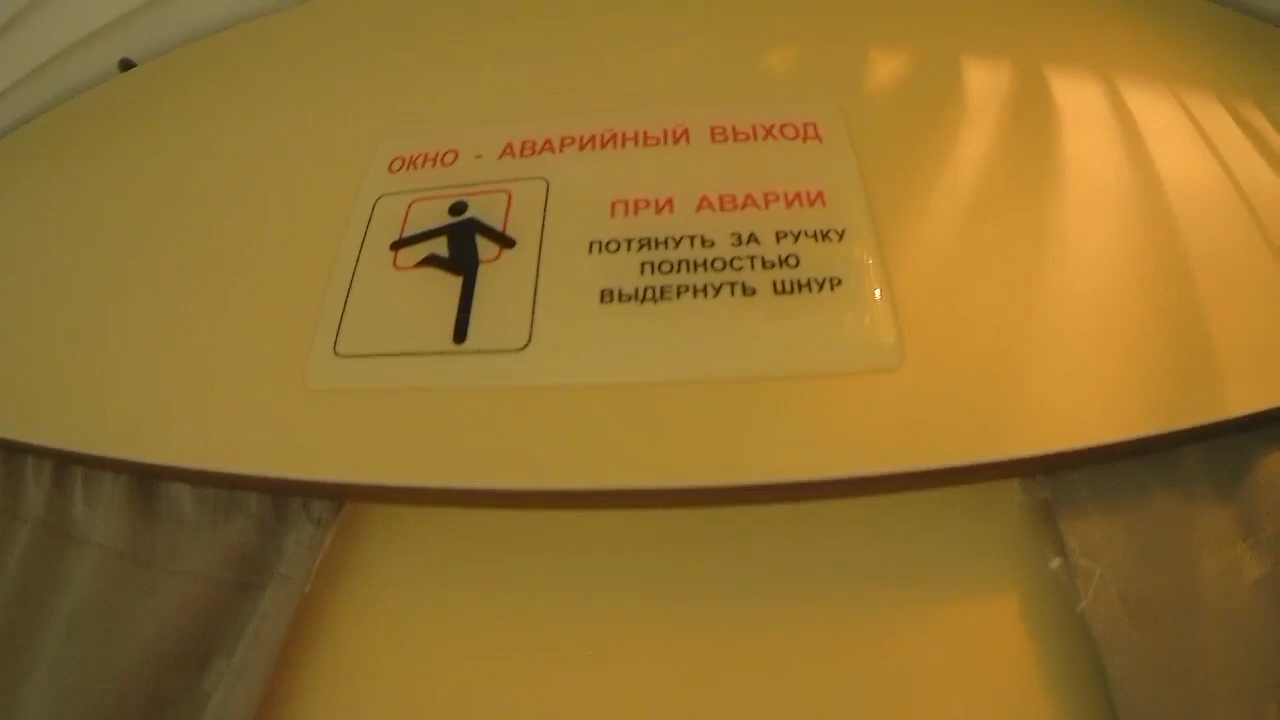 ОКНО - АВАРИЙНЫЙ ВЫХОД
ПРИ АВАРИИ
ПОТЯНУТЬ ЗА РУЧКУ
ПОЛНОСТЬЮ
ВЫДЕРНУТЬ ШНУР